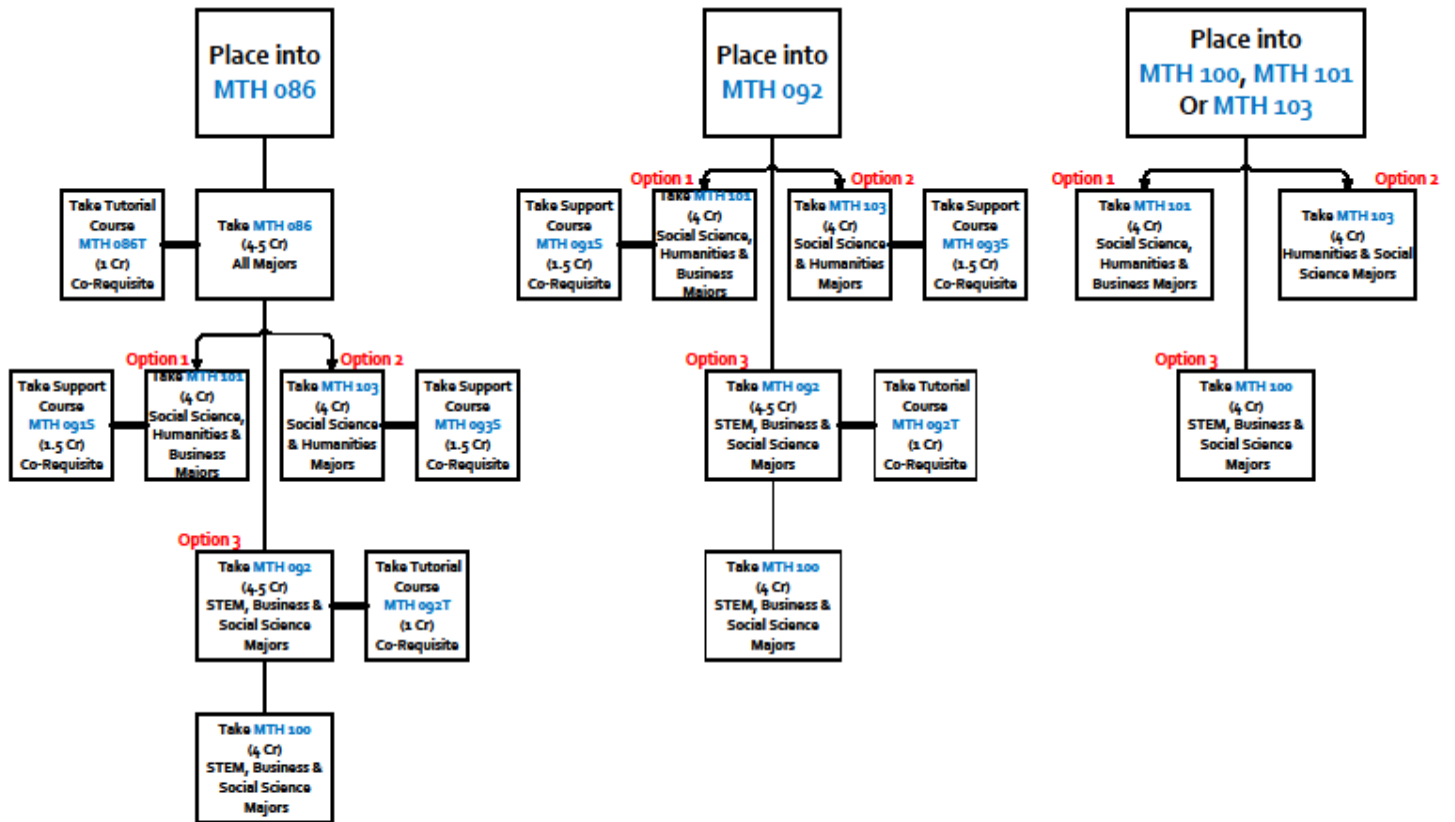 Place into
MTH 086
Take Tutorial
Course
MTH 086T
(1 Cr)
Co-Requisite
Take MTH 086
(4.5 Cr)
All Majors
Option 1
Option 2
Take Support
Course
MTH 091S
(1.5 Cr)
Co-Requisite
Take MTH 101
(4 Cr)
Social Science,
Humanities &
Business
Majors
Take MTH 103
(4 Cr)
Social Science
& Humanities
Majors
Take Support
Course
MTH 093S
(1.5 Cr)
Co-Requisite
Option 3
Take MTH 092
(4.5 Cr)
STEM, Business &
Social Science
Majors
Take Tutorial
Course
MTH 092T
(1 Cr)
Co-Requisite
Take MTH 100
(4 Cr)
STEM, Business &
Social Science
Majors
Place into
MTH 092
Option 1
Option 2
Take Support
Course
MTH 091S
(1.5 Cr)
Co-Requisite
Take MTH 101
(4 Cr)
Social Science,
Humanities &
Business
Majors
Take MTH 103
(4 Cr)
Social Science
& Humanities
Majors
Take Support
Course
MTH 093S
(1.5 Cr)
Co-Requisite
Option 3
Take MTH 092
(4.5 Cr)
STEM, Business &
Social Science
Majors
Take Tutorial
Course
MTH 092T
(1 Cr)
Co-Requisite
Take MTH 100
(4 Cr)
STEM, Business &
Social Science
Majors
Place into
MTH 100, MTH 101
Or MTH 103
Option 1
Option 2
Take MTH 101
(4 Cr)
Social Science,
Humanities &
Business Majors
Take MTH 103
(4 Cr)
Humanities & Social
Science Majors
Option 3
Take MTH 100
(4 Cr)
STEM, Business &
Social Science
Majors